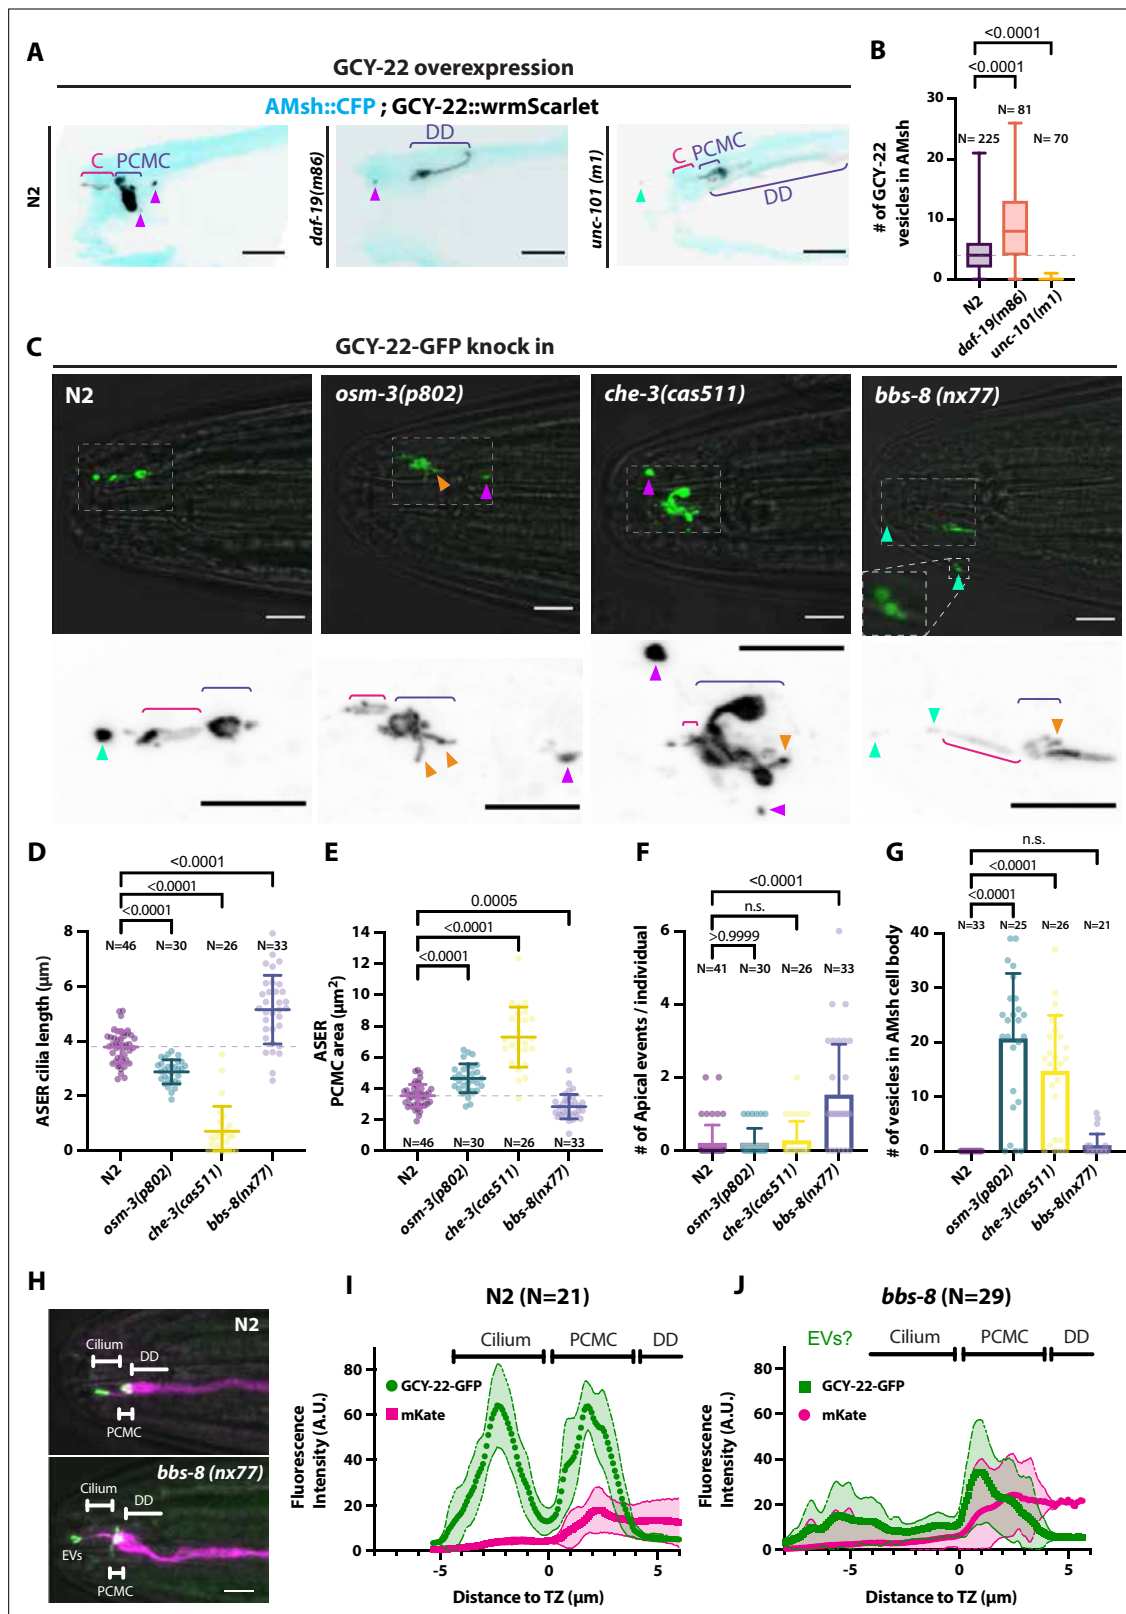 A
GCY-22 overexpression
AMsh::CFP ; GCY-22::wrmScarlet
N2
C
PCMC
daf-19(m86)
DD
unc-101 (m1)
C
PCMC
DD
B
<0.0001
<0.0001
# of GCY-22
vesicles in AMsh
30
20
10
0
N= 225
N= 81
N= 70
N2
daf-19(m86)
unc-101(m1)
C
GCY-22-GFP knock in
N2
osm-3(p802)
che-3(cas511)
bbs-8 (nx77)
D
<0.0001
<0.0001
<0.0001
ASER cilia length (µm)
8
6
4
2
0
N=46
N=30
N=26
N=33
N2
osm-3(p802)
che-3(cas511)
bbs-8(nx77)
E
0.0005
<0.0001
<0.0001
ASER
PCMC area (µm²)
14
12
10
8
6
4
2
0
N=46
N=30
N=26
N=33
N2
osm-3(p802)
che-3(cas511)
bbs-8(nx77)
F
<0.0001
n.s.
>0.9999
# of Apical events / individual
6
4
2
0
N=41
N=30
N=26
N=33
N2
osm-3(p802)
che-3(cas511)
bbs-8(nx77)
G
n.s.
<0.0001
<0.0001
# of vesicles in AMsh cell body
40
30
20
10
0
N=33
N=25
N=26
N=21
N2
osm-3(p802)
che-3(cas511)
bbs-8(nx77)
H
N2
Cilium
DD
PCMC
bbs-8 (nx77)
Cilium
DD
EVs
PCMC
I
N2 (N=21)
Cilium
PCMC
DD
GCY-22-GFP
mKate
Fluorescence
Intensity (A.U.)
80
60
40
20
0
-5
0
5
Distance to TZ (µm)
J
bbs-8 (N=29)
EVs?
Cilium
PCMC
DD
GCY-22-GFP
mKate
Fluorescence
Intensity (A.U.)
80
60
40
20
0
-5
0
5
Distance to TZ (µm)